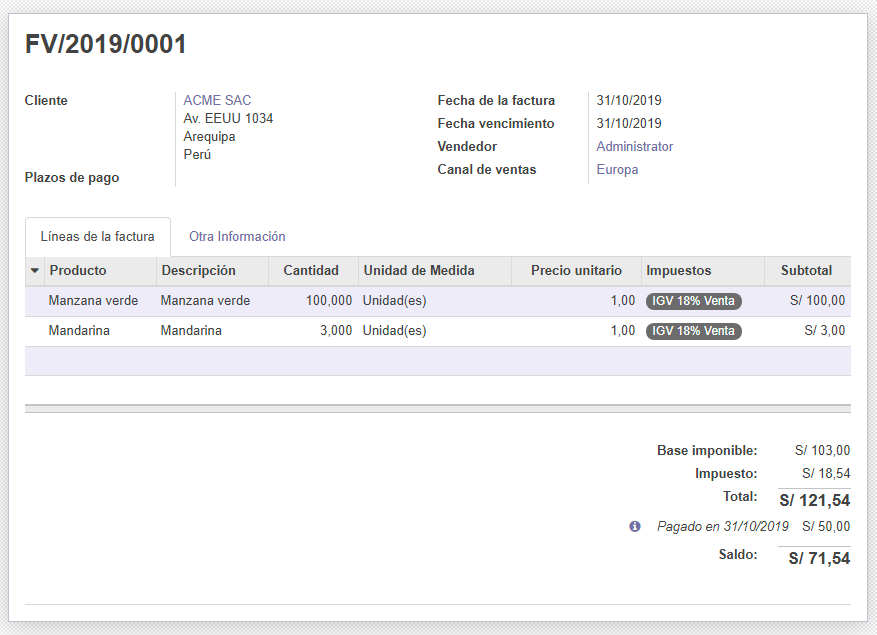 FV/2019/0001
Cliente
ACME SAC
Av. EEUU 1034
Arequipa
Perú
Plazos de pago
Fecha de la factura 31/10/2019
Fecha vencimiento 31/10/2019
Vendedor Administrator
Canal de ventas Europa
Líneas de la factura Otra Información
Producto Descripción Cantidad Unidad de Medida Precio unitario Impuestos Subtotal
Manzana verde Manzana verde 100,000 Unidad(es) 1,00 IGV 18% Venta S/ 100,00
Mandarina Mandarina 3,000 Unidad(es) 1,00 IGV 18% Venta S/ 3,00
Base imponible: S/ 103,00
Impuesto: S/ 18,54
Total: S/ 121,54
Pagado en 31/10/2019 S/ 50,00
Saldo: S/ 71,54